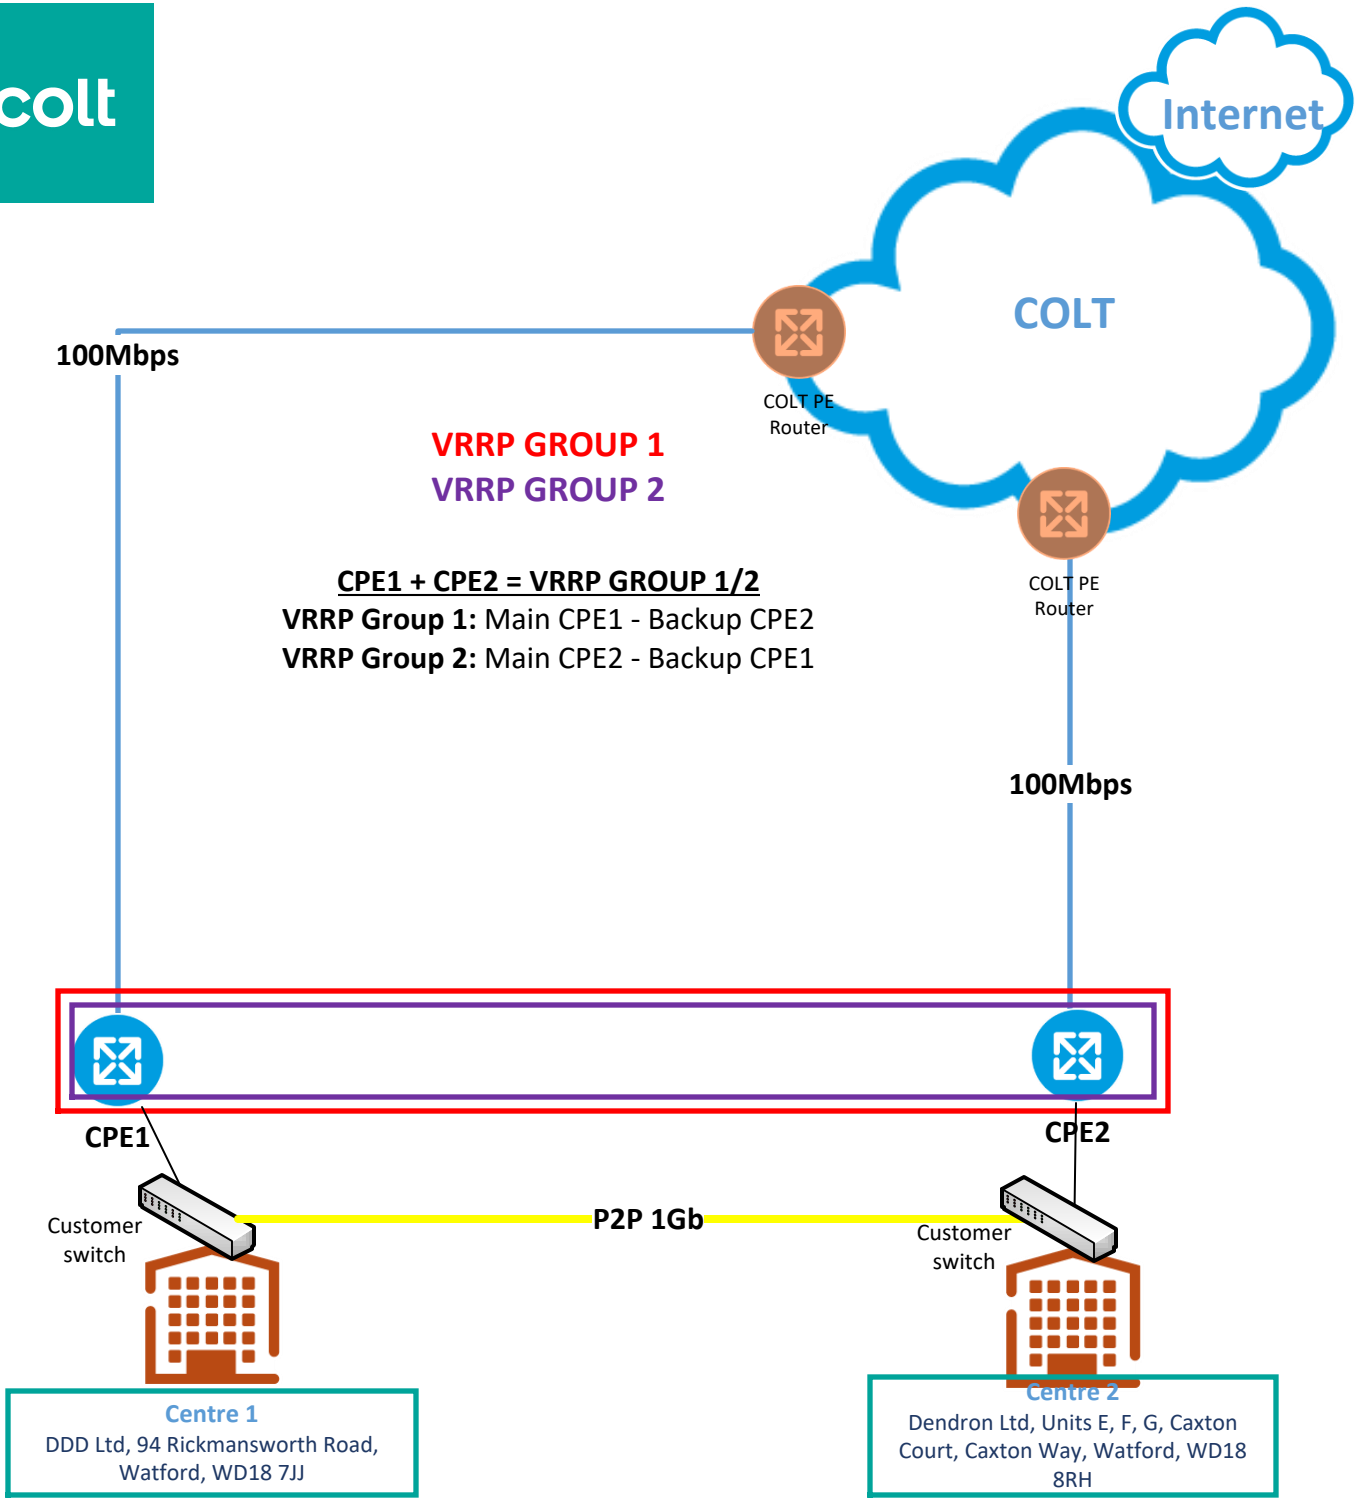 colt
Internet
COLT
100Mbps
COLT PE
Router
VRRP GROUP 1
VRRP GROUP 2
CPE1 + CPE2 = VRRP GROUP 1/2
VRRP Group 1: Main CPE1 - Backup CPE2
VRRP Group 2: Main CPE2 - Backup CPE1
COLT PE
Router
100Mbps
CPE1
CPE2
Customer
switch
P2P 1Gb
Customer
switch
Centre 1
DDD Ltd, 94 Rickmansworth Road,
Watford, WD18 7JJ
Centre 2
Dendron Ltd, Units E, F, G, Caxton
Court, Caxton Way, Watford, WD18
8RH